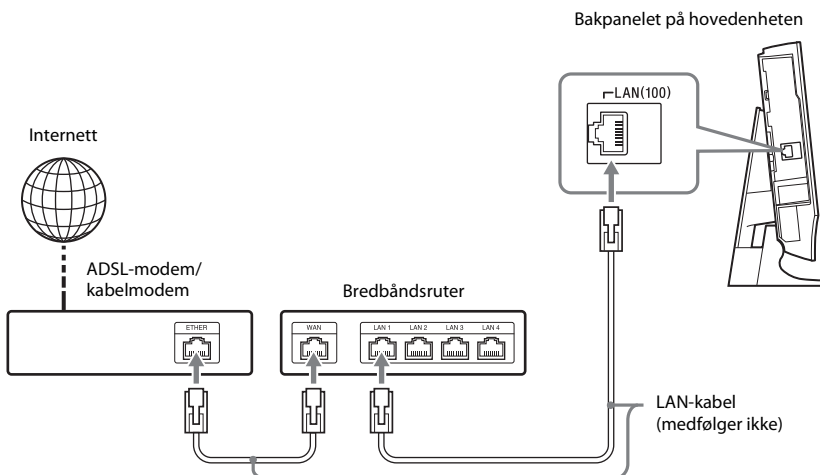 Bakpanelet på hovedenheten
LAN(100)
Internett
ADSL-modem/
kabelmodem
Bredbåndsruter
ETHER
WAN
LAN 1
LAN 2
LAN 3
LAN 4
LAN-kabel
(medfølger ikke)